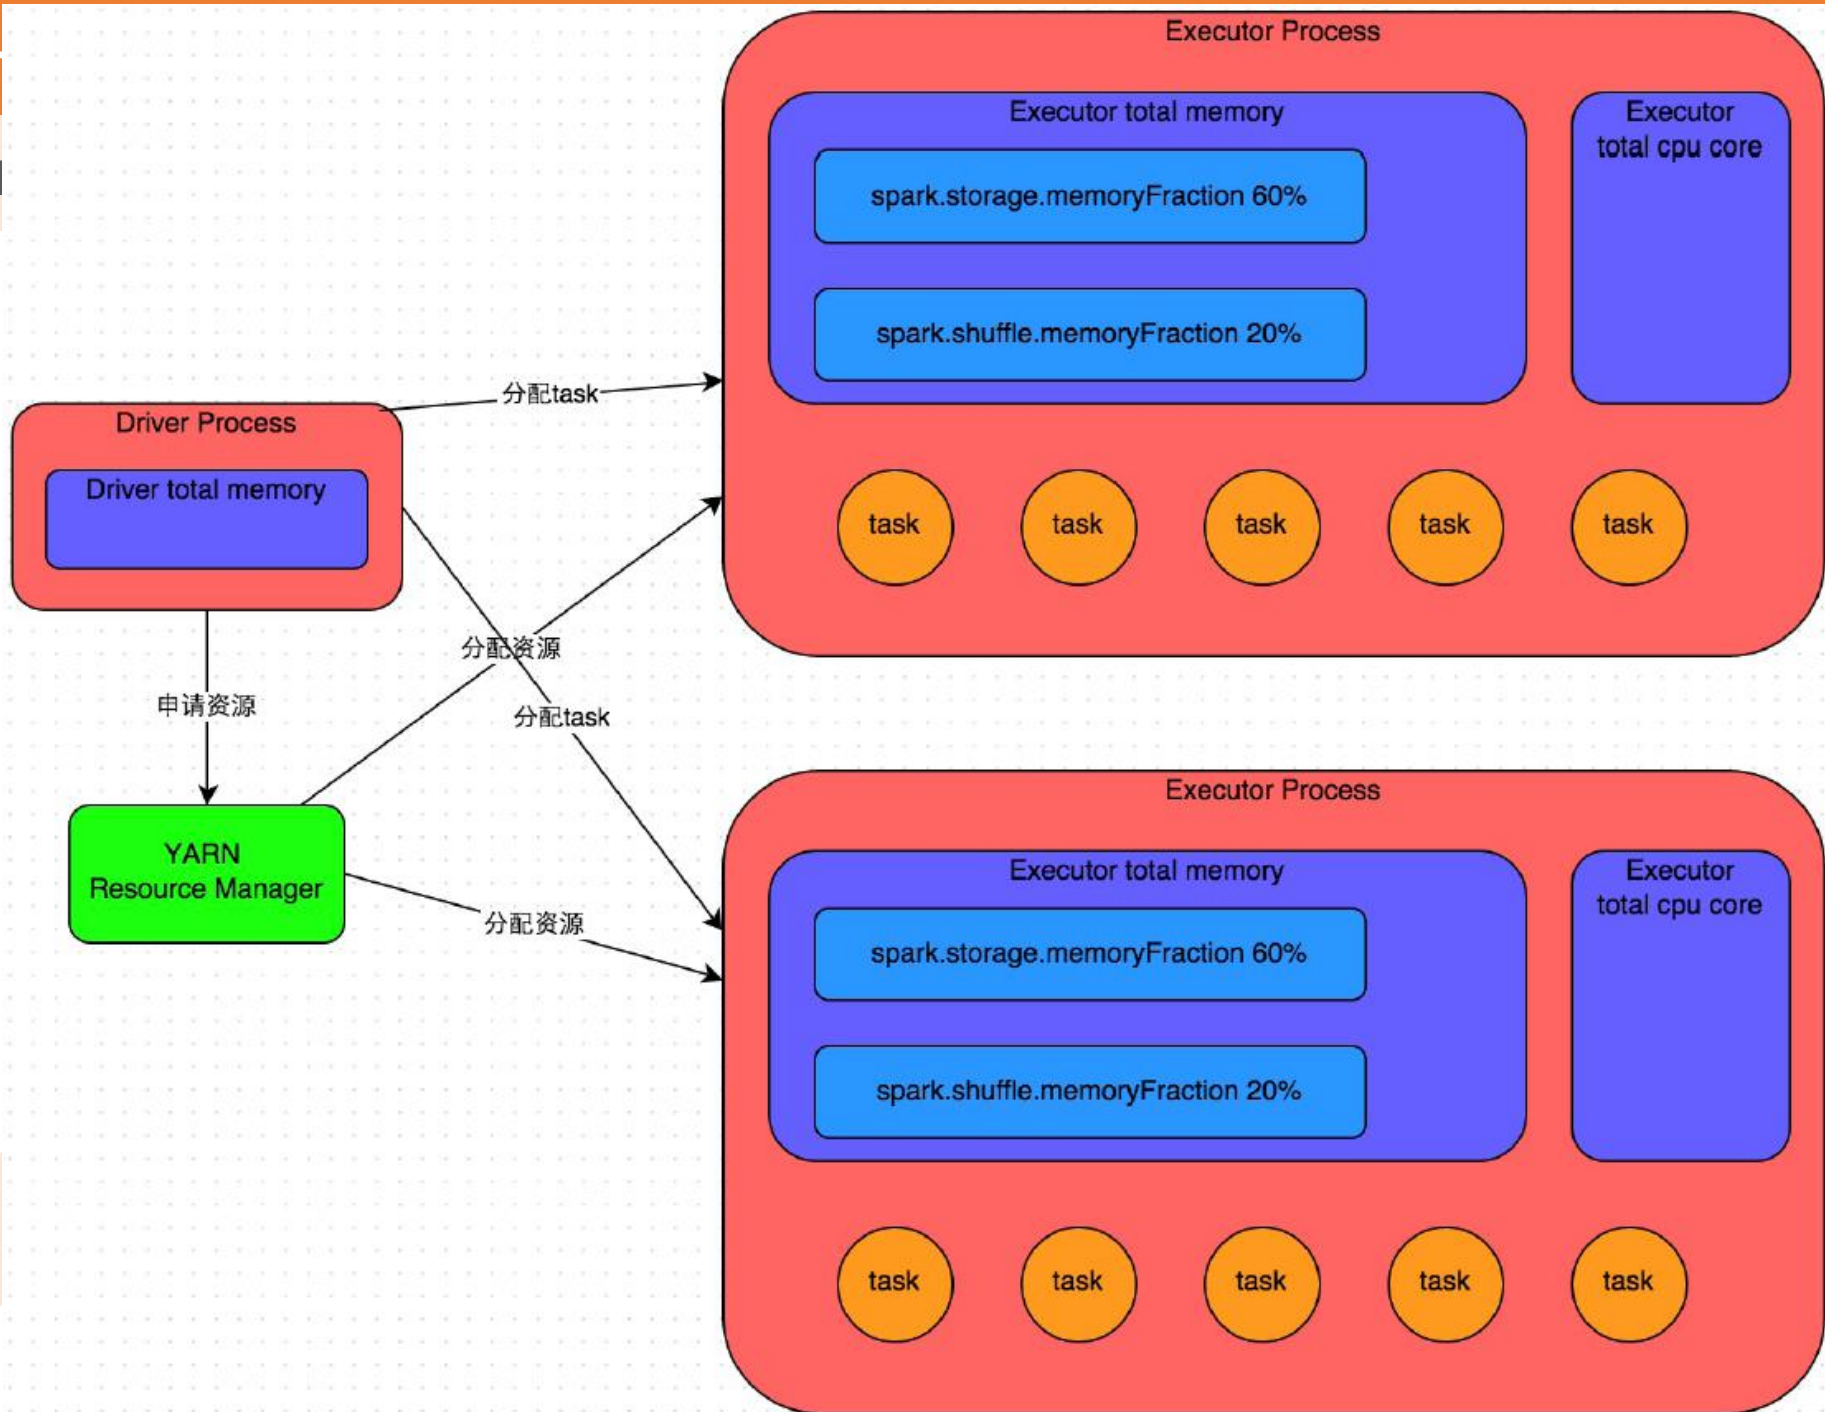 Executor Process
Executor total memory
spark.storage.memoryFraction 60%
spark.shuffle.memoryFraction 20%
Executor
total cpu core
task
task
task
task
task
分配task
Driver Process
Driver total memory
申请资源
分配资源
分配task
YARN
Resource Manager
分配资源
Executor Process
Executor total memory
spark.storage.memoryFraction 60%
spark.shuffle.memoryFraction 20%
Executor
total cpu core
task
task
task
task
task